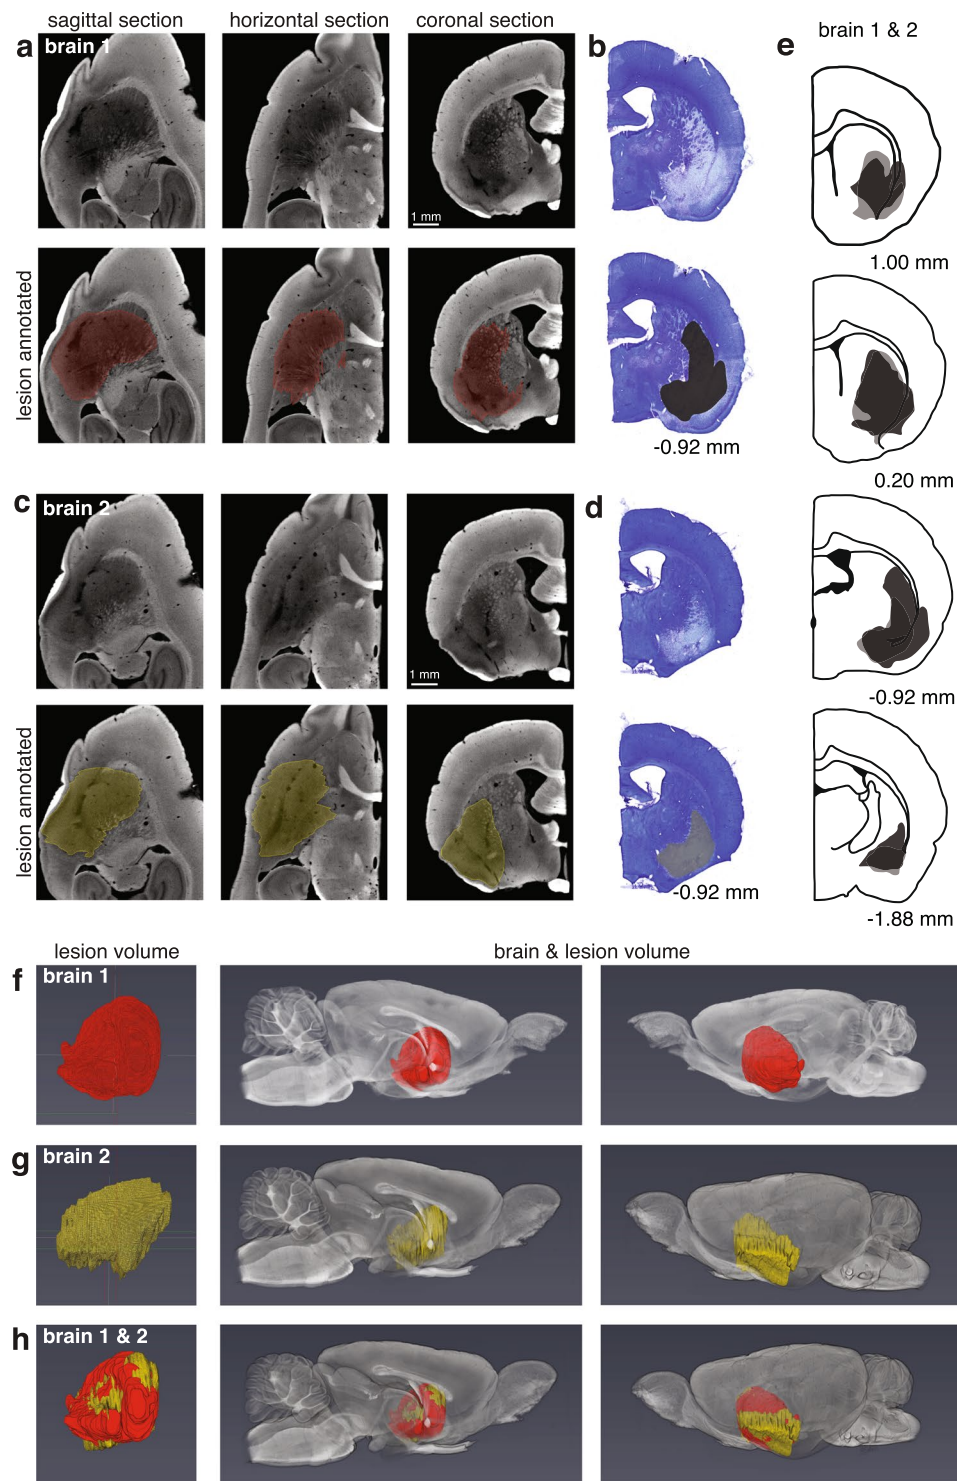 sagittal section
horizontal section
coronal section
a
brain 1
1 mm
lesion annotated
b
-0.92 mm
e
brain 1 & 2
1.00 mm
0.20 mm
-0.92 mm
-1.88 mm
c
brain 2
1 mm
lesion annotated
d
-0.92 mm
lesion volume
brain & lesion volume
f
brain 1
g
brain 2
h
brain 1 & 2